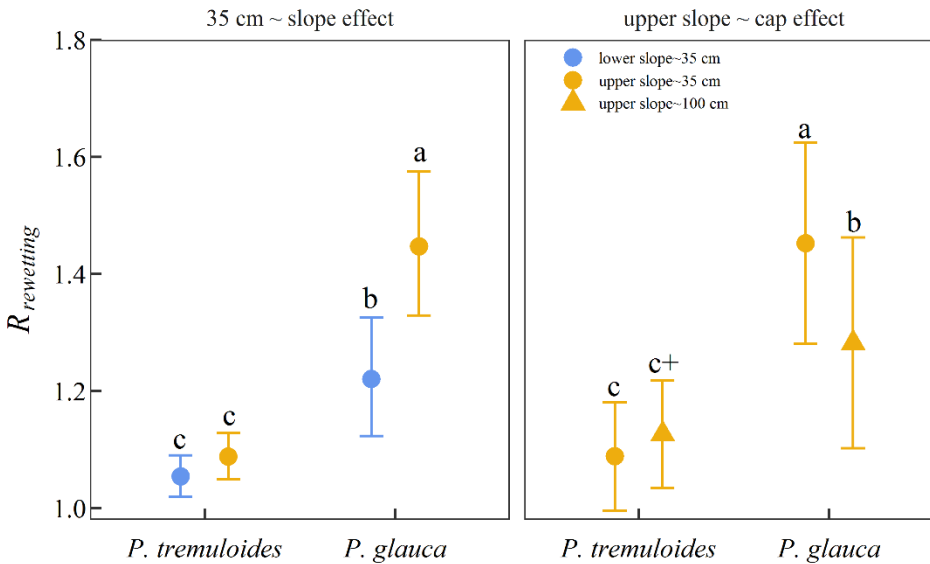 35 cm ~ slope effect
upper slope ~ cap effect
1.8
1.6
1.4
1.2
1.0
R rewetting
c
c
b
a
lower slope~35 cm
upper slope~35 cm
upper slope~100 cm
c
c+
a
b
P. tremuloides
P. glauca
P. tremuloides
P. glauca